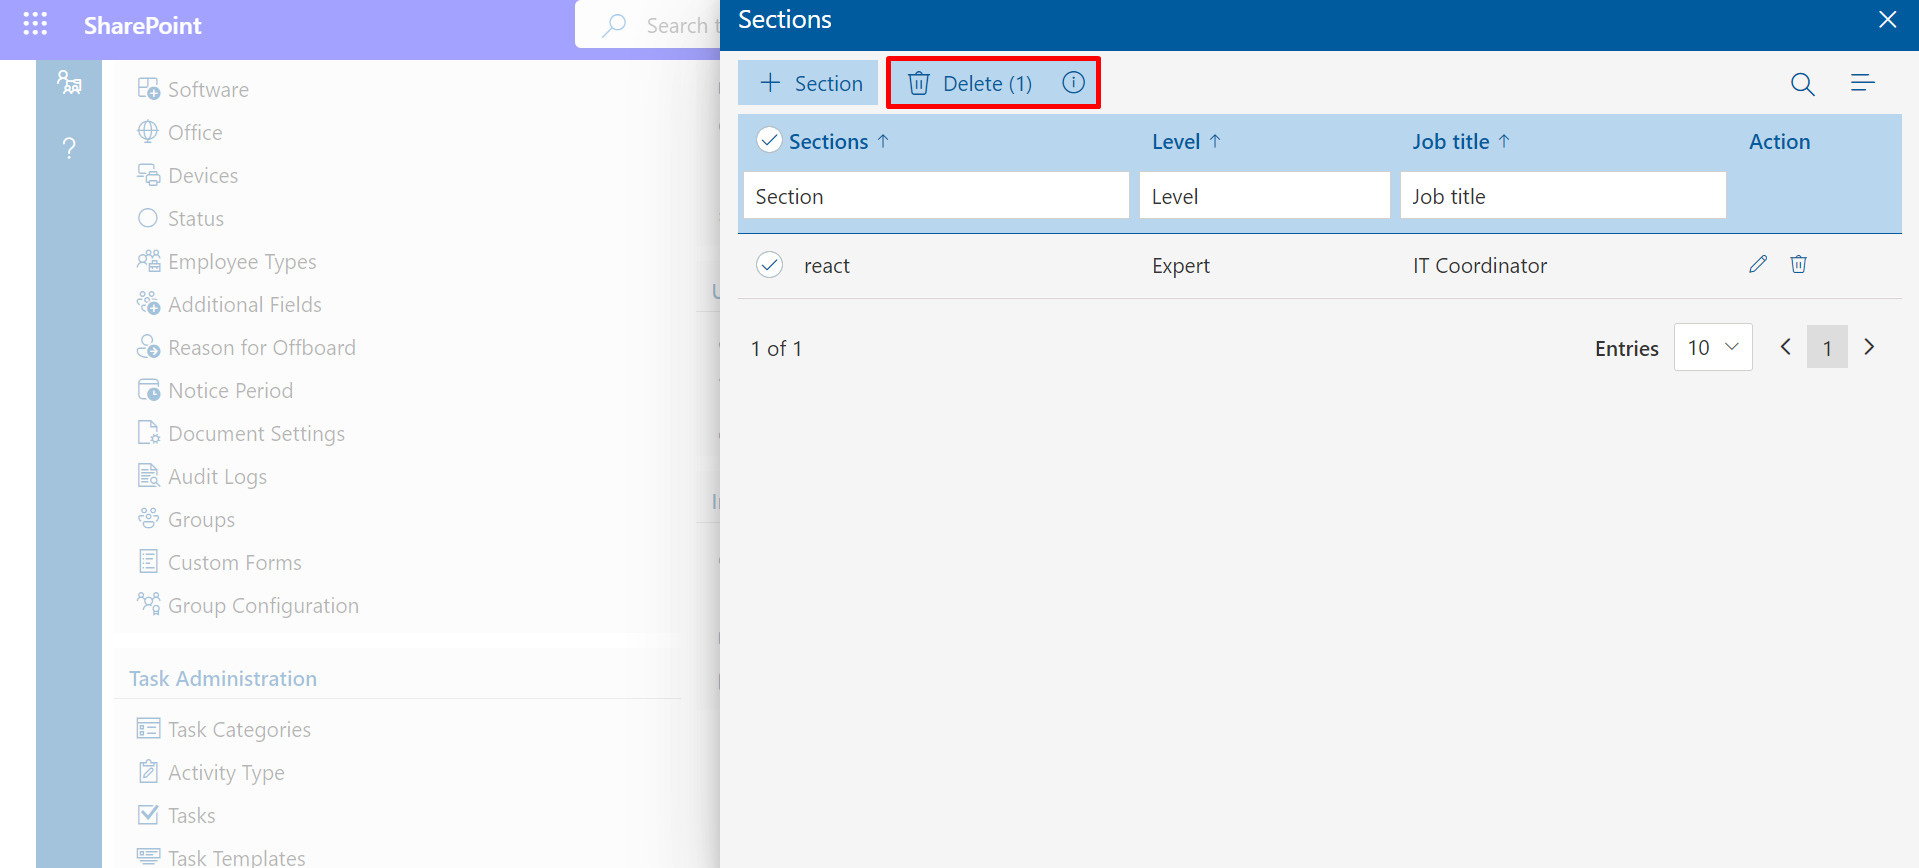 SharePoint
Search
Software
Office
Devices
Status
Employee Types
Additional Fields
Reason for Offboard
Notice Period
Document Settings
Audit Logs
Groups
Custom Forms
Group Configuration
Task Administration
Task Categories
Activity Type
Tasks
Task Templates
Sections
Section Delete (1)
Sections Level Job title Action
Section Level Job title
react Expert IT Coordinator
1 of 1 Entries 10 1